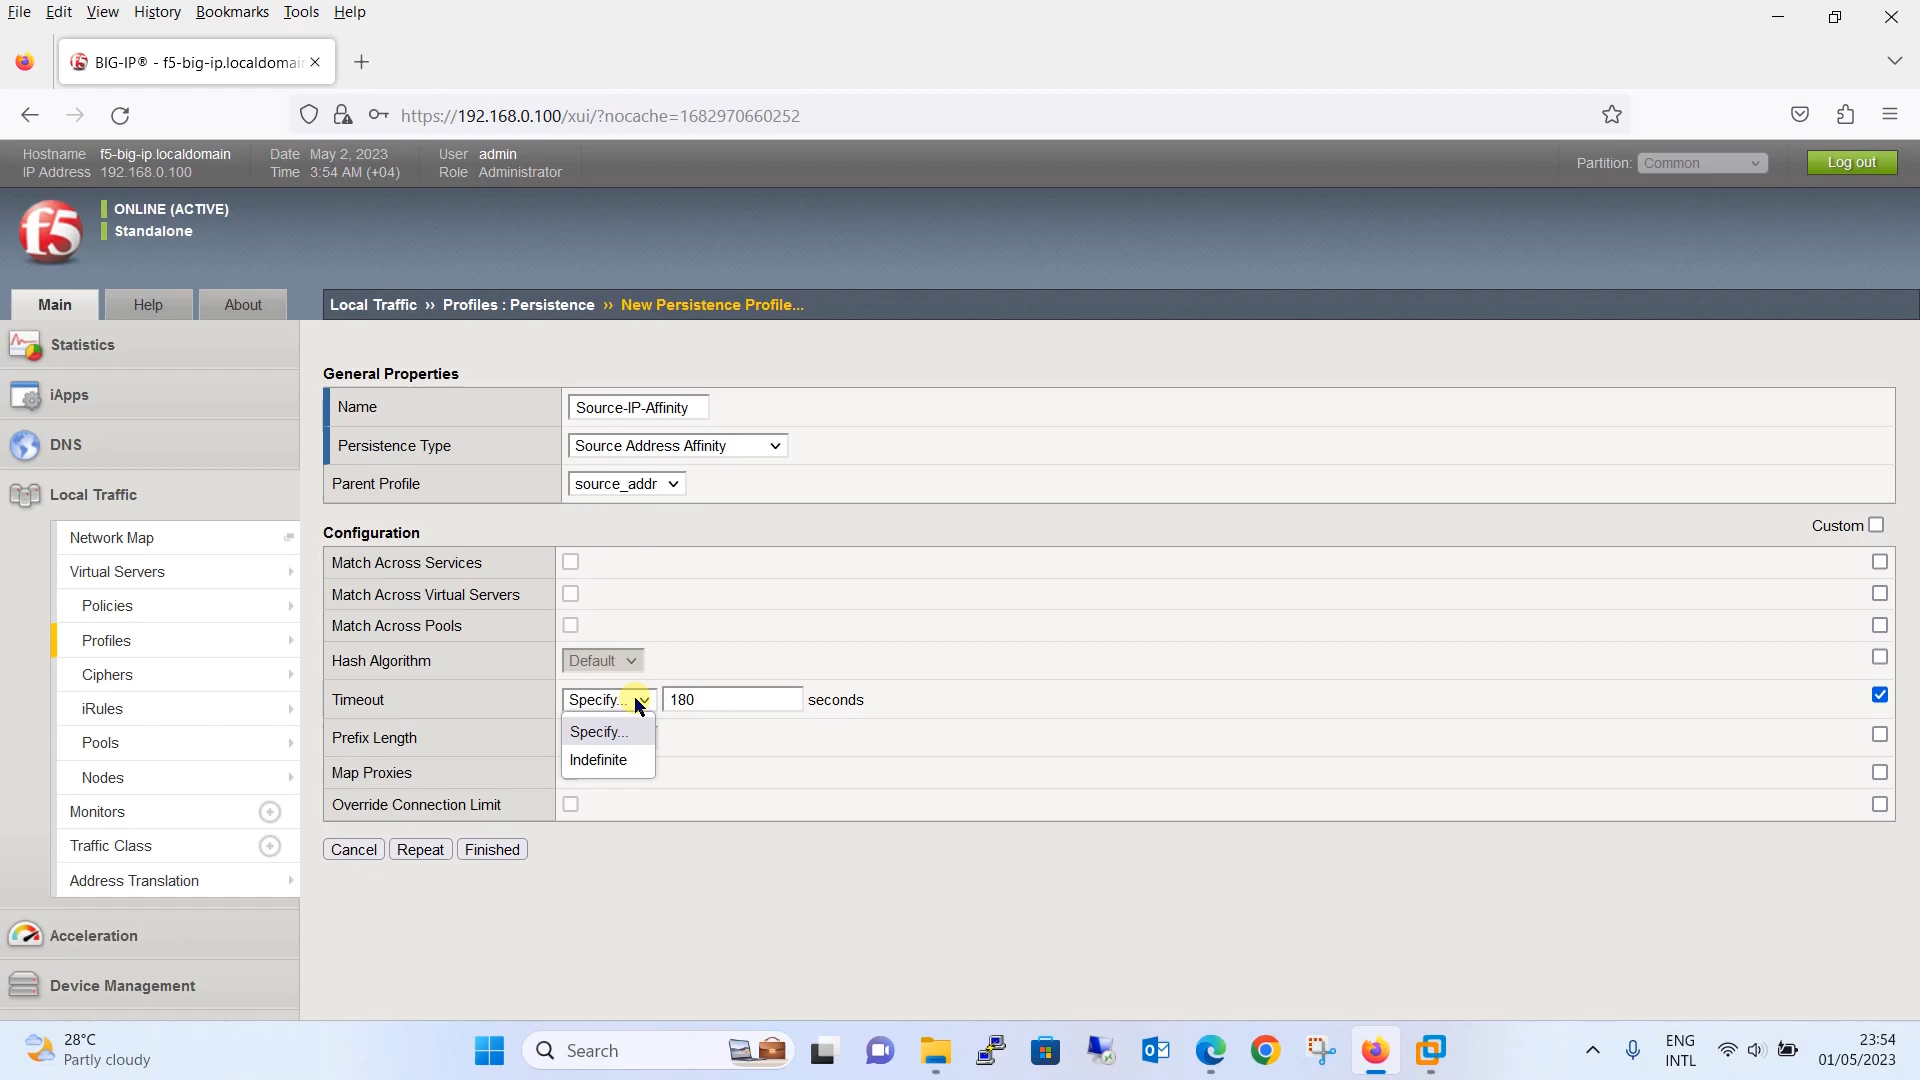 File Edit View History Bookmarks Tools Help
BIG-IP® - f5-big-ip.localdomain
https://192.168.0.100/xui/?nocache=1682970660252
Hostname f5-big-ip.localdomain Date May 2, 2023 User admin
IP Address 192.168.0.100 Time 3:54 AM (+04) Role Administrator
Partition: Common Log out
f5
ONLINE (ACTIVE)
Standalone
Main Help About
Local Traffic ›› Profiles : Persistence ›› New Persistence Profile...
Statistics
iApps
DNS
Local Traffic
Network Map
Virtual Servers
Policies
Profiles
Ciphers
iRules
Pools
Nodes
Monitors
Traffic Class
Address Translation
Acceleration
Device Management
General Properties
Name Source-IP-Affinity
Persistence Type Source Address Affinity
Parent Profile source_addr
Configuration Custom
Match Across Services
Match Across Virtual Servers
Match Across Pools
Hash Algorithm Default
Timeout Specify... 180 seconds
Specify...
Indefinite
Prefix Length
Map Proxies
Override Connection Limit
Cancel Repeat Finished
28°C
Partly cloudy
Search
ENG
INTL
23:54
01/05/2023